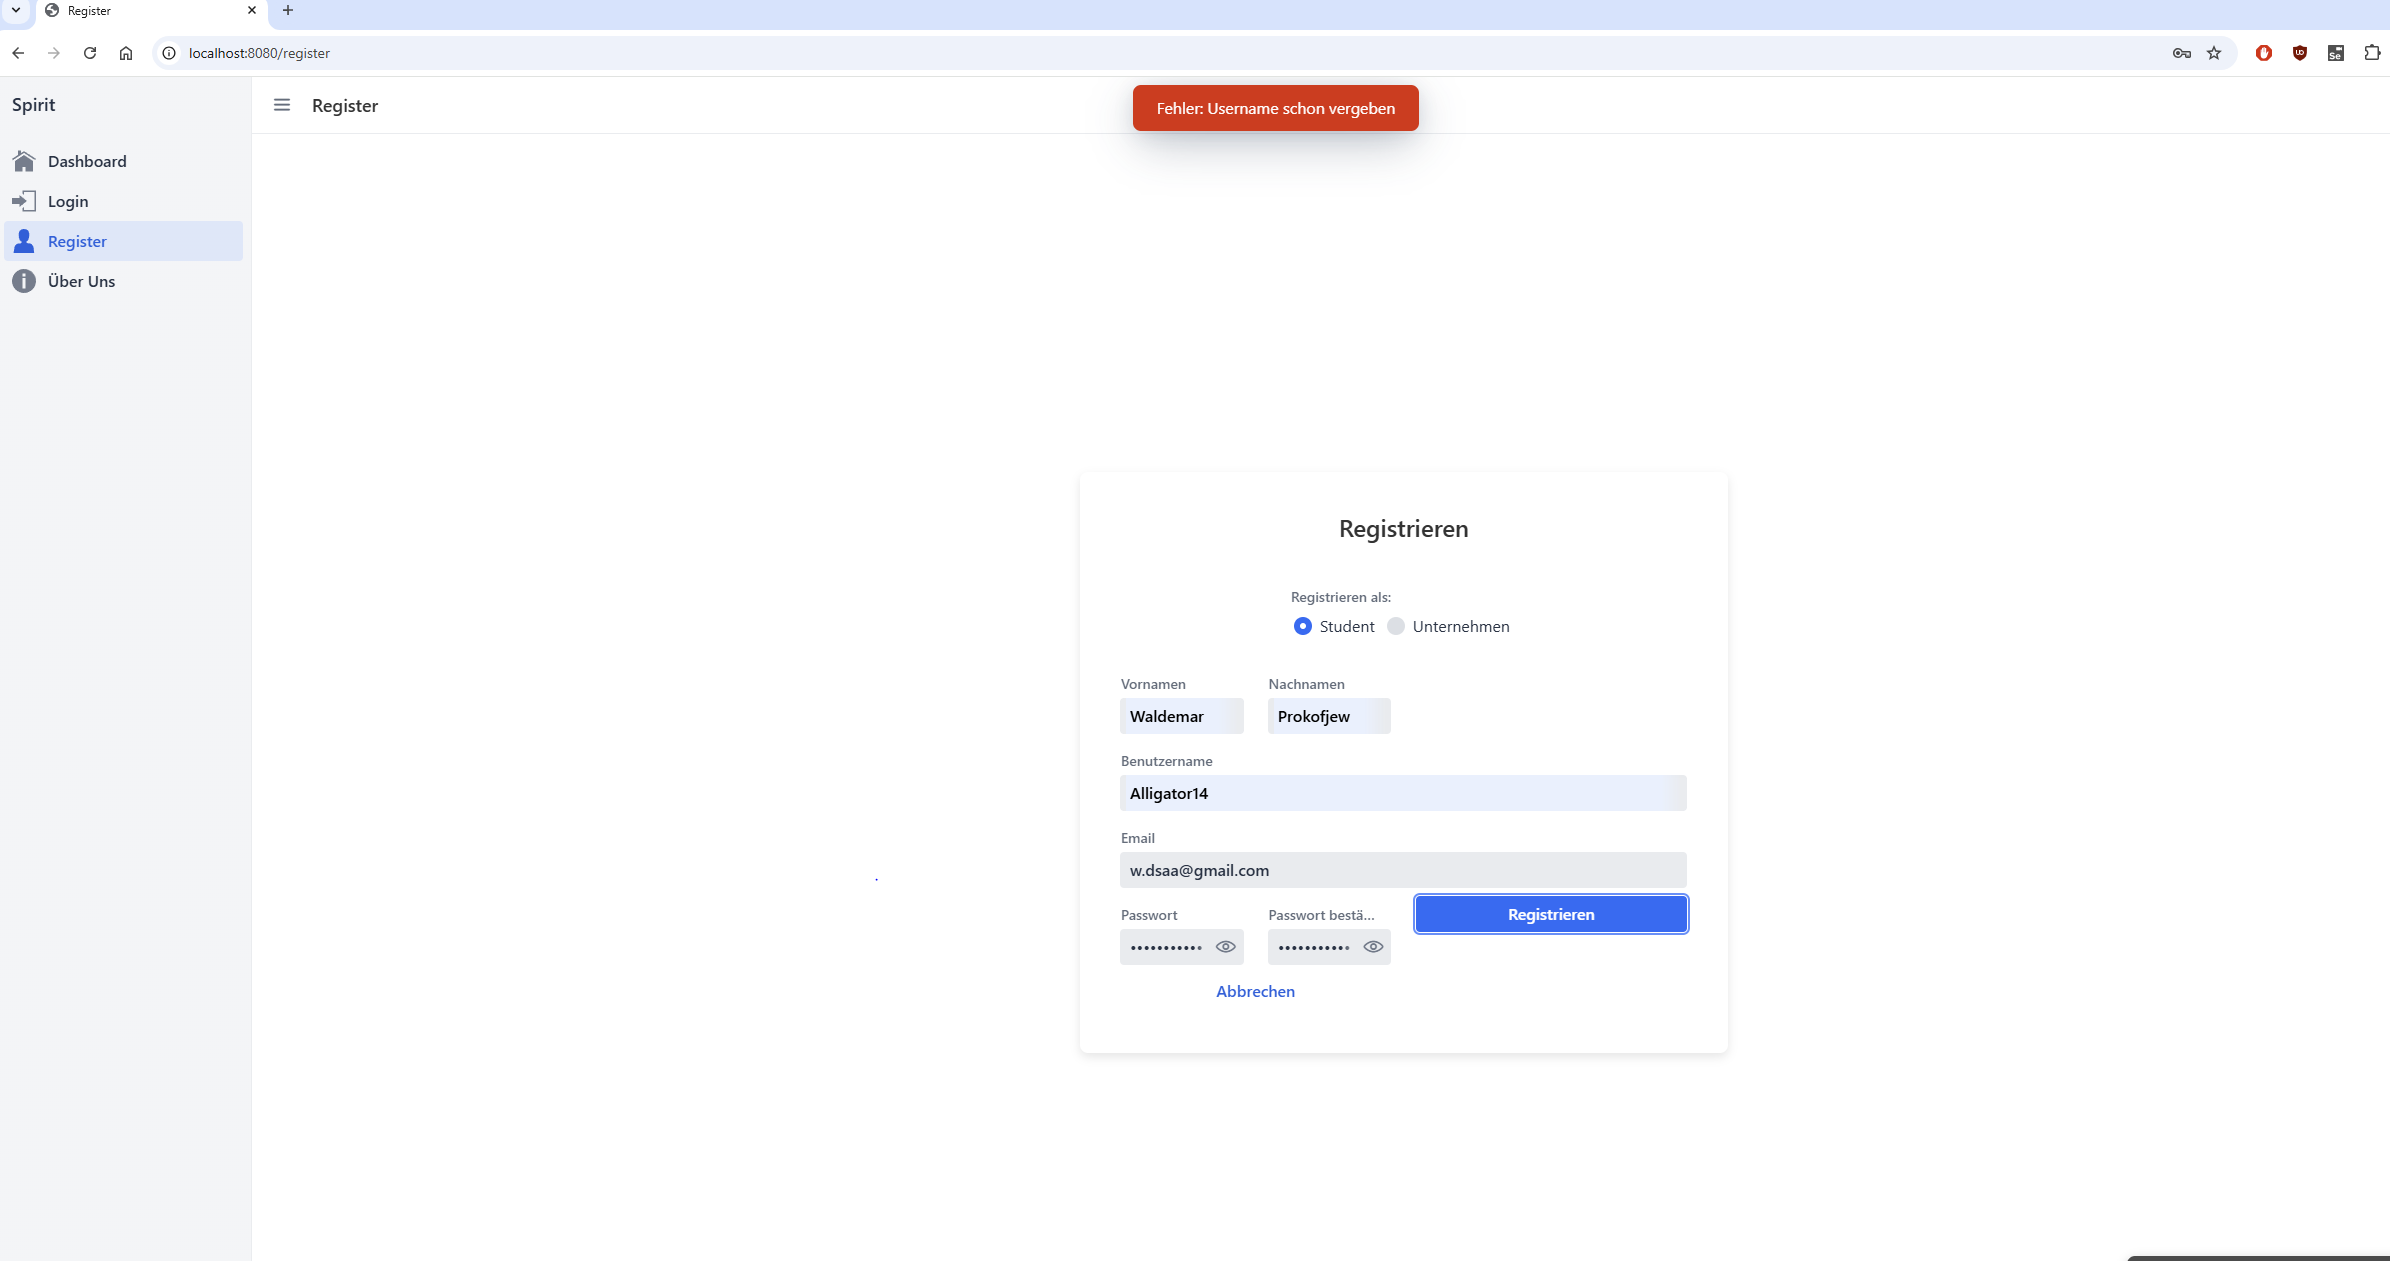 Register
localhost:8080/register
Spirit
Register
Fehler: Username schon vergeben
Dashboard
Login
Register
Über Uns
Registrieren
Registrieren als:
Student Unternehmen
Vornamen Nachnamen
Waldemar Prokofjew
Benutzername
Alligator14
Email
w.dsaa@gmail.com
Passwort Passwort bestä...
Registrieren
Abbrechen